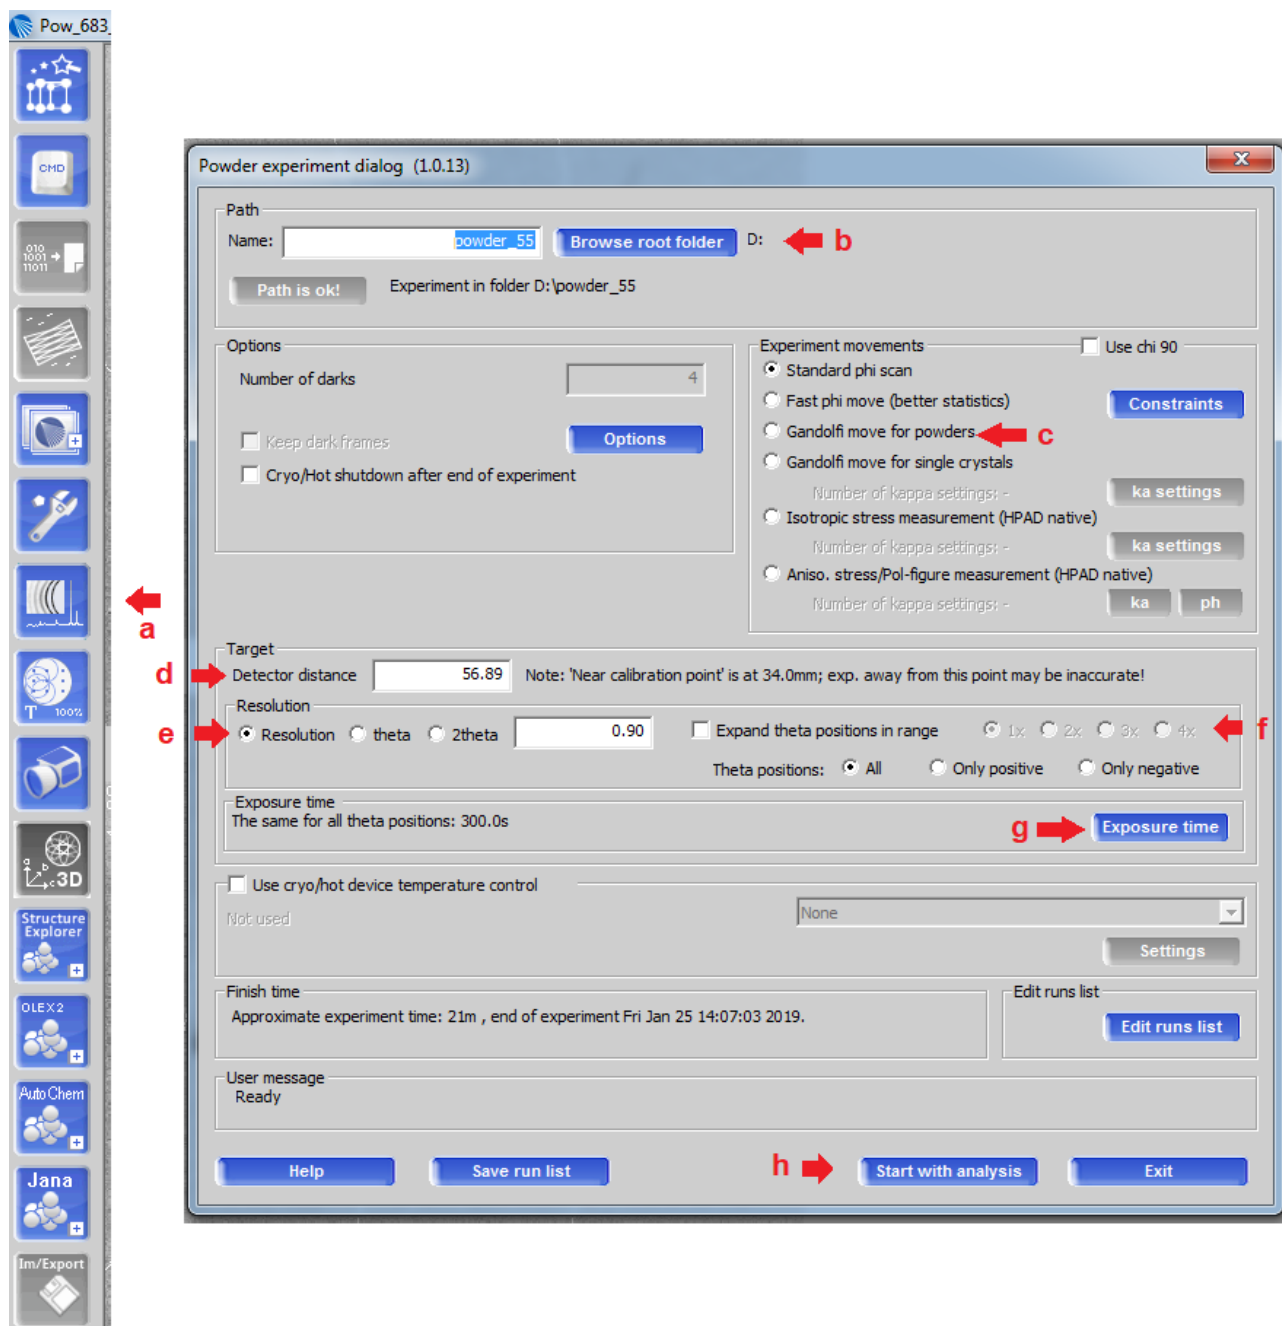 Pow_683_
CMD
010
1001
11011
T 100%
a b c 3D
Structure
Explorer
OLEX2
AutoChem
Jana
Im/Export
a
Powder experiment dialog (1.0.13)
X
Path
Name: powder_55 Browse root folder D: b
Path is ok! Experiment in folder D:\powder_55
Options
Number of darks 4
Keep dark frames Options
Cryo/Hot shutdown after end of experiment
Experiment movements Use chi 90
Standard phi scan
Fast phi move (better statistics) Constraints
Gandolfi move for powders c
Gandolfi move for single crystals
Number of kappa settings: - ka settings
Isotropic stress measurement (HPAD native)
Number of kappa settings: - ka settings
Aniso. stress/Pol-figure measurement (HPAD native)
Number of kappa settings: - ka ph
Target
d Detector distance 56.89 Note: 'Near calibration point' is at 34.0mm; exp. away from this point may be inaccurate!
Resolution
e Resolution theta 2theta 0.90 Expand theta positions in range 1x 2x 3x 4x f
Theta positions: All Only positive Only negative
Exposure time
The same for all theta positions: 300.0s
g Exposure time
Use cryo/hot device temperature control
Not used None
Settings
Finish time
Approximate experiment time: 21m , end of experiment Fri Jan 25 14:07:03 2019.
Edit runs list
Edit runs list
User message
Ready
Help Save run list h Start with analysis Exit